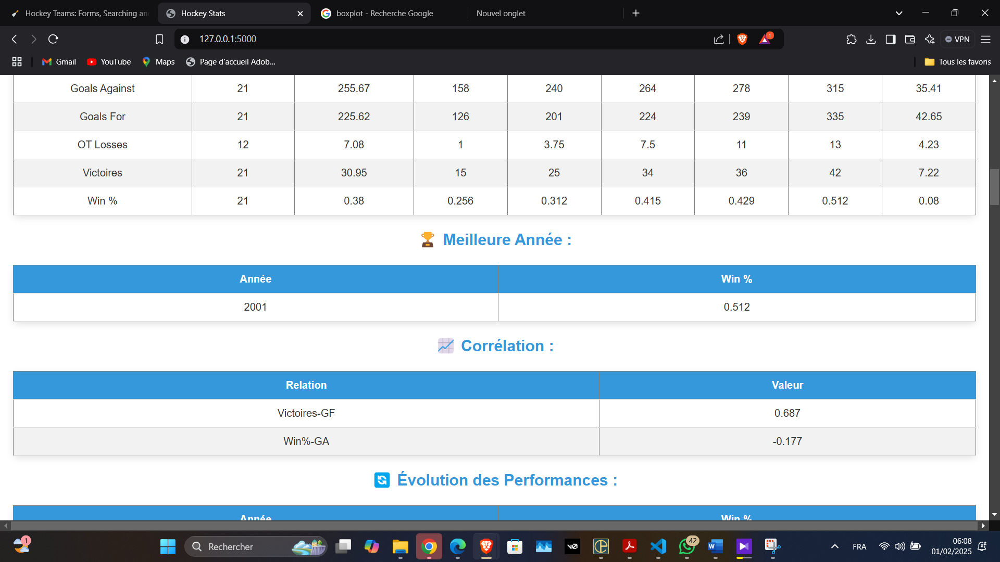 Hockey Teams: Forms, Searching an
Hockey Stats
boxplot - Recherche Google
Nouvel onglet
127.0.0.1:5000
1
VPN
Gmail
YouTube
Maps
Page d'accueil Adob...
Tous les favoris
Goals Against 21 255.67 158 240 264 278 315 35.41
Goals For 21 225.62 126 201 224 239 335 42.65
OT Losses 12 7.08 1 3.75 7.5 11 13 4.23
Victoires 21 30.95 15 25 34 36 42 7.22
Win % 21 0.38 0.256 0.312 0.415 0.429 0.512 0.08
Meilleure Année :
Année Win %
2001 0.512
Corrélation :
Relation Valeur
Victoires-GF 0.687
Win%-GA -0.177
Évolution des Performances :
Année Win %
1
Rechercher
v0
42
W
FRA
06:08
01/02/2025